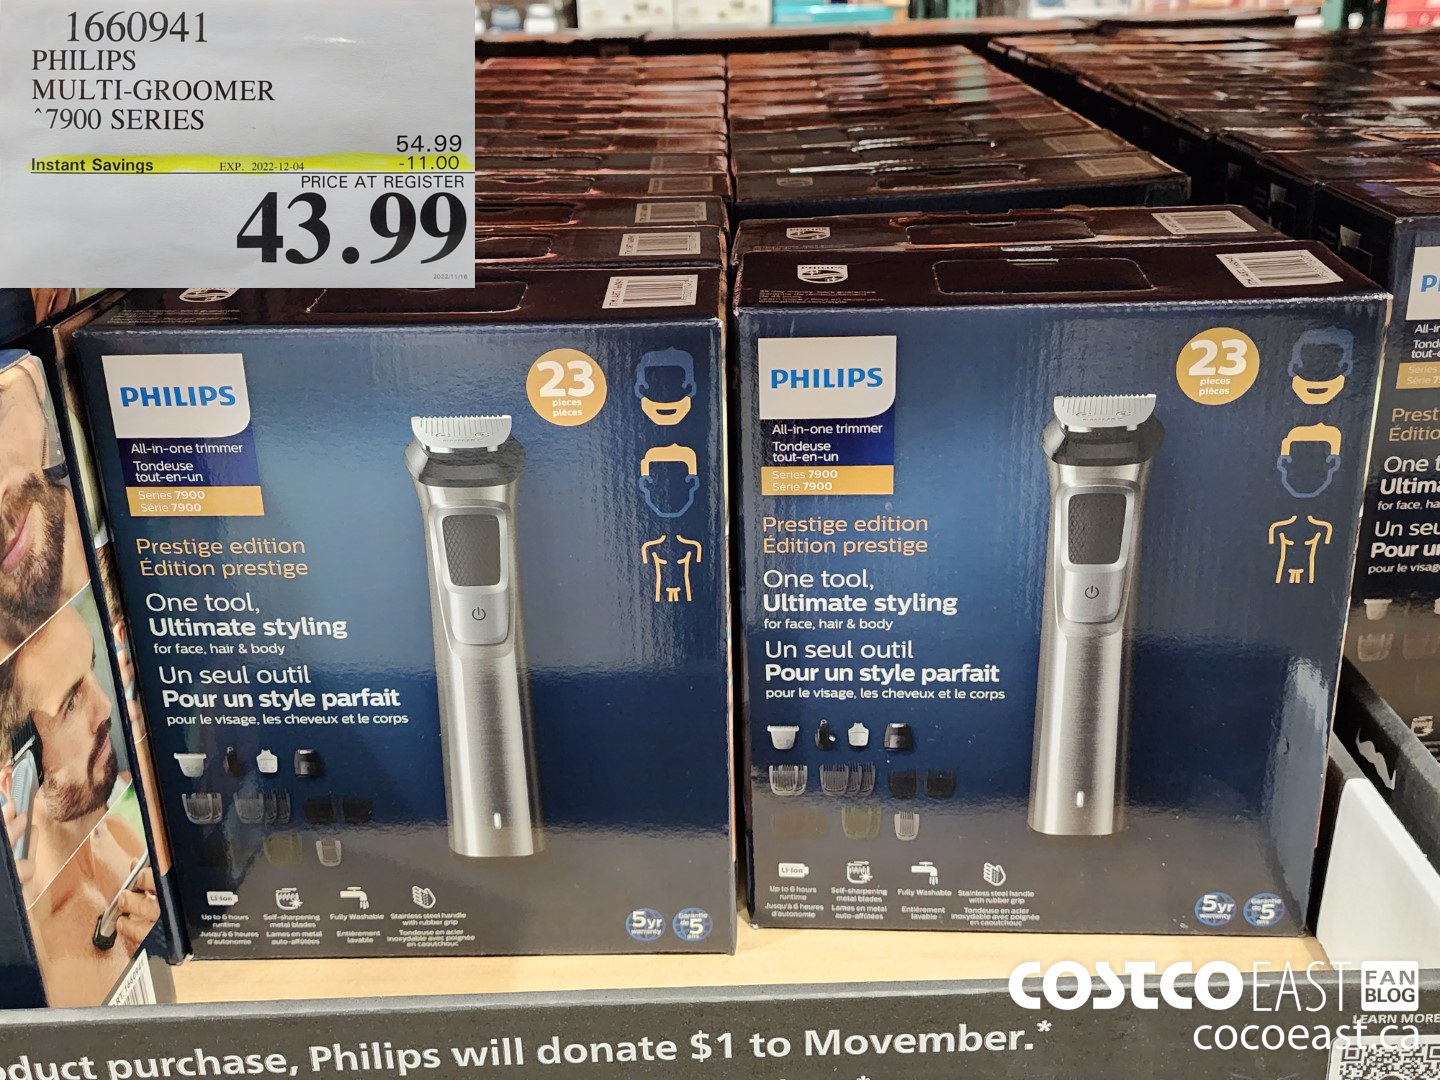 1660941
PHILIPS
MULTI-GROOMER
^7900 SERIES
54.99
Instant Savings EXP. 2022-12-04 -11.00
PRICE AT REGISTER
43.99
2022/11/18
PHILIPS
All-in-one trimmer
Tondeuse
tout-en-un
Series 7900
Série 7900
23
pieces
pièces
Prestige edition
Édition prestige
One tool,
Ultimate styling
for face, hair & body
Un seul outil
Pour un style parfait
pour le visage, les cheveux et le corps
Li-Ion
Up to 6 hours
runtime
Jusqu'à 6 heures
d'autonomie
Self-sharpening
metal blades
Lames en métal
auto-affûtées
Fully Washable
Entièrement
lavable
Stainless steel handle
with rubber grip
Tondeuse en acier
inoxydable avec poignée
en caoutchouc
5yr
warranty
Garantie
de 5
ans
PHILIPS
All-in-one trimmer
Tondeuse
tout-en-un
Series 7900
Série 7900
23
pieces
pièces
Prestige edition
Édition prestige
One tool,
Ultimate styling
for face, hair & body
Un seul outil
Pour un style parfait
pour le visage, les cheveux et le corps
Li-Ion
Up to 6 hours
runtime
Jusqu'à 6 heures
d'autonomie
Self-sharpening
metal blades
Lames en métal
auto-affûtées
Fully Washable
Entièrement
lavable
Stainless steel handle
with rubber grip
Tondeuse en acier
inoxydable avec poignée
en caoutchouc
5yr
warranty
Garantie
de 5
ans
One
for face,
Un
Pour
pour le
COSTCO EAST FAN BLOG
cocoeast.ca
LEARN MORE
purchase, Philips will donate $1 to Movember.*